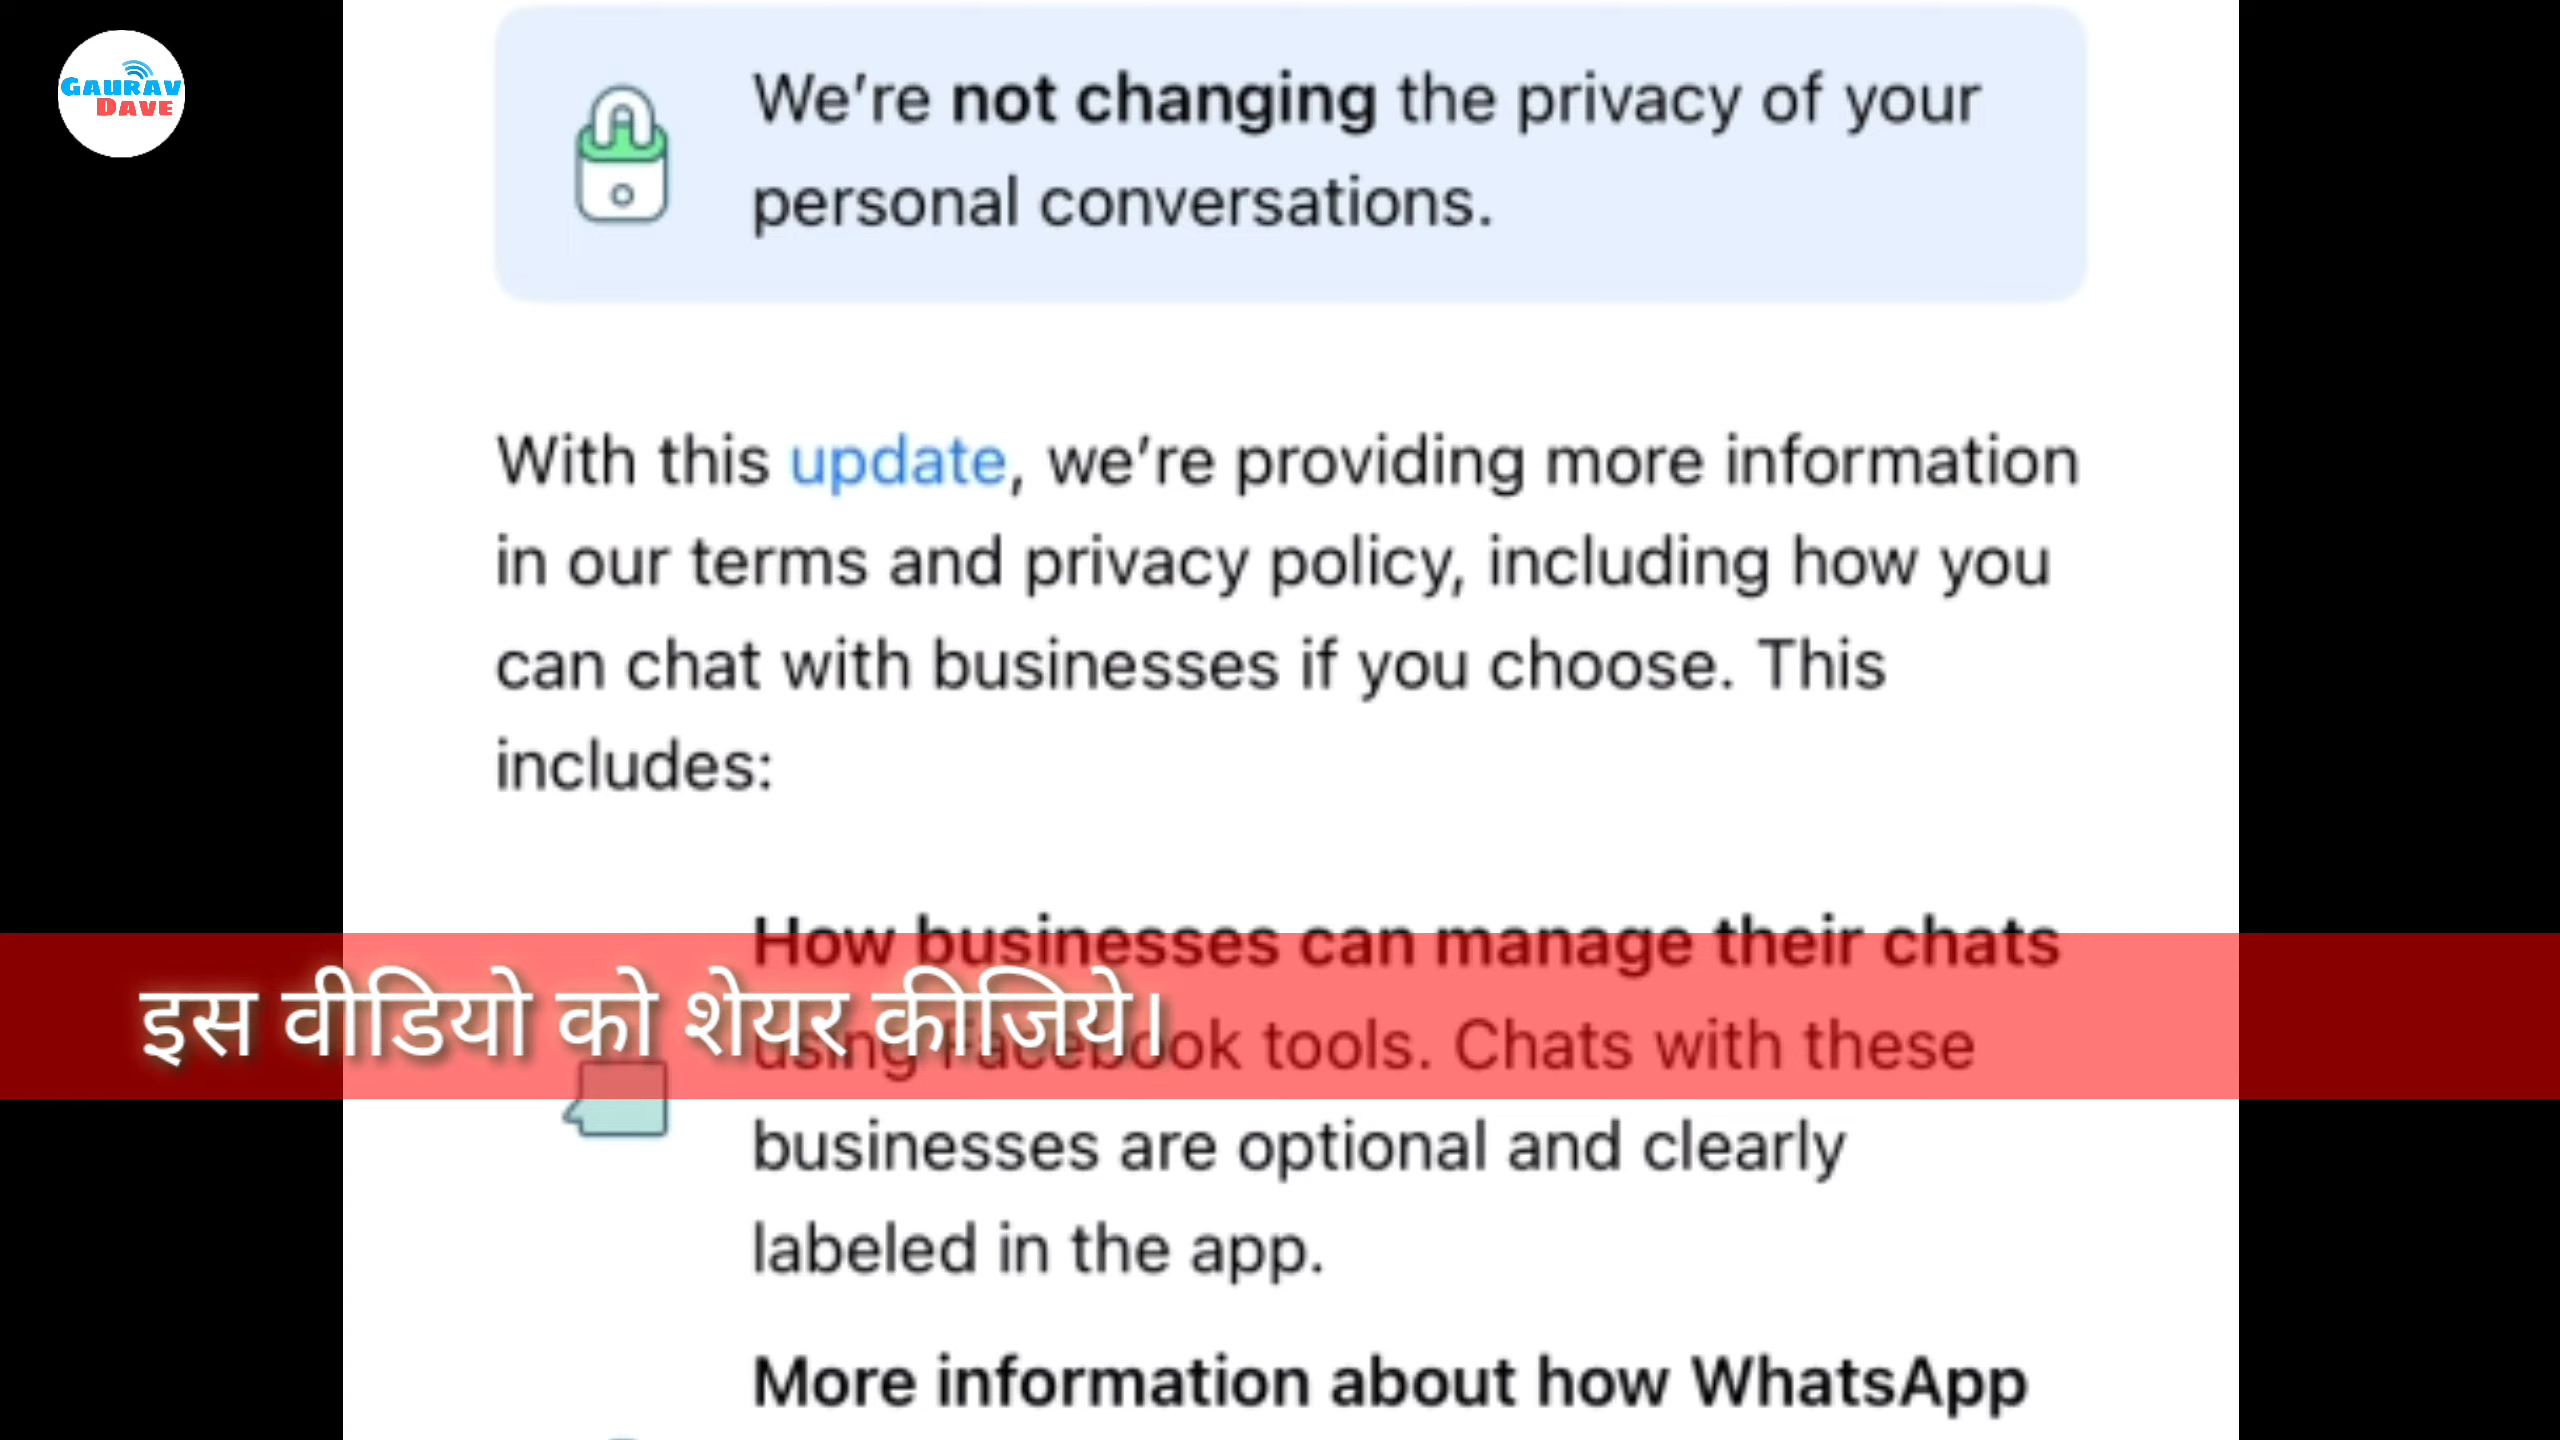 GAURAV
DAVE
We’re not changing the privacy of your
personal conversations.
With this update, we’re providing more information
in our terms and privacy policy, including how you
can chat with businesses if you choose. This
includes:
How businesses can manage their chats
इस वीडियो को शेयर कीजिये।
using Facebook tools. Chats with these
businesses are optional and clearly
labeled in the app.
More information about how WhatsApp